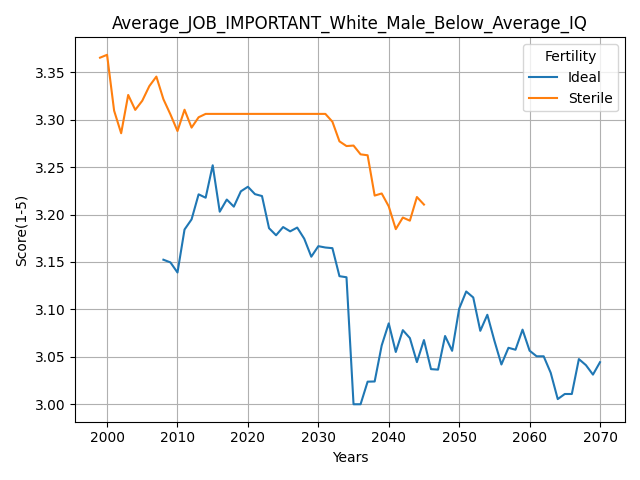 Average_JOB_IMPORTANT_White_Male_Below_Average_IQ
Fertility
Ideal
Sterile
Score(1-5)
3.35
3.30
3.25
3.20
3.15
3.10
3.05
3.00
2000 2010 2020 2030 2040 2050 2060 2070
Years